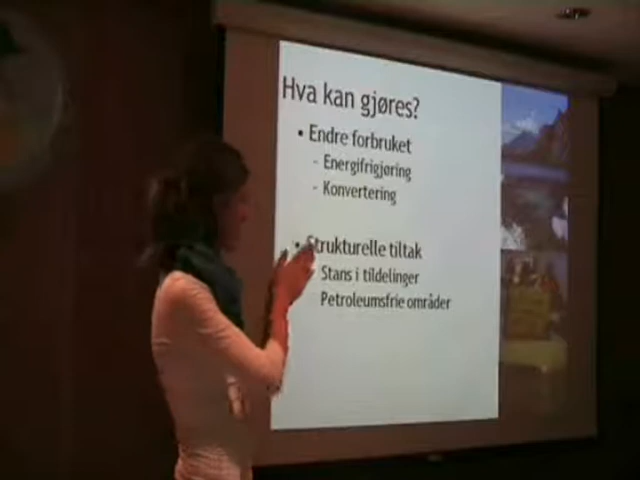 Hva kan gjøres?
• Endre forbruket
- Energifrigjøring
- Konvertering
• Strukturelle tiltak
Stans i tildelinger
Petroleumsfrie områder